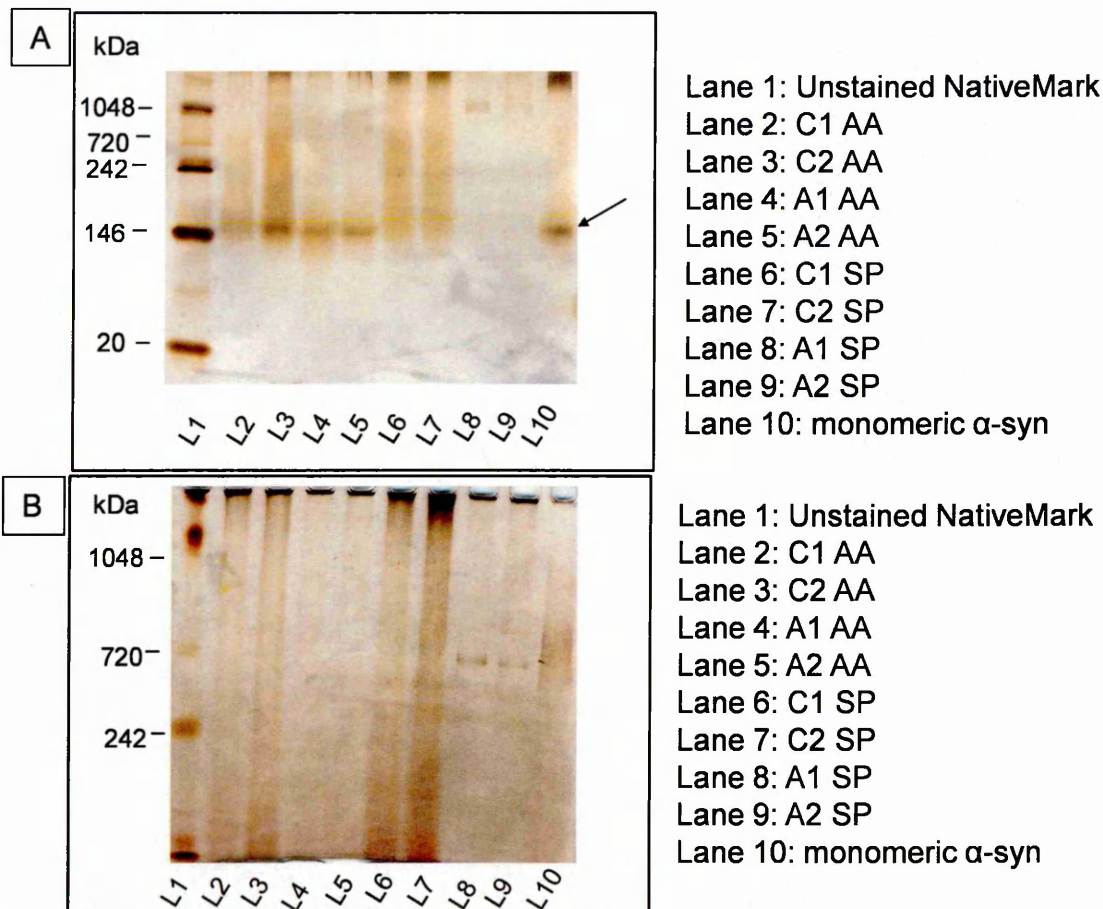 A
kDa
1048–
720–
242–
146–
20–
L1 L2 L3 L4 L5 L6 L7 L8 L9 L10
Lane 1: Unstained NativeMark
Lane 2: C1 AA
Lane 3: C2 AA
Lane 4: A1 AA
Lane 5: A2 AA
Lane 6: C1 SP
Lane 7: C2 SP
Lane 8: A1 SP
Lane 9: A2 SP
Lane 10: monomeric α-syn
B
kDa
1048–
720–
242–
L1 L2 L3 L4 L5 L6 L7 L8 L9 L10
Lane 1: Unstained NativeMark
Lane 2: C1 AA
Lane 3: C2 AA
Lane 4: A1 AA
Lane 5: A2 AA
Lane 6: C1 SP
Lane 7: C2 SP
Lane 8: A1 SP
Lane 9: A2 SP
Lane 10: monomeric α-syn